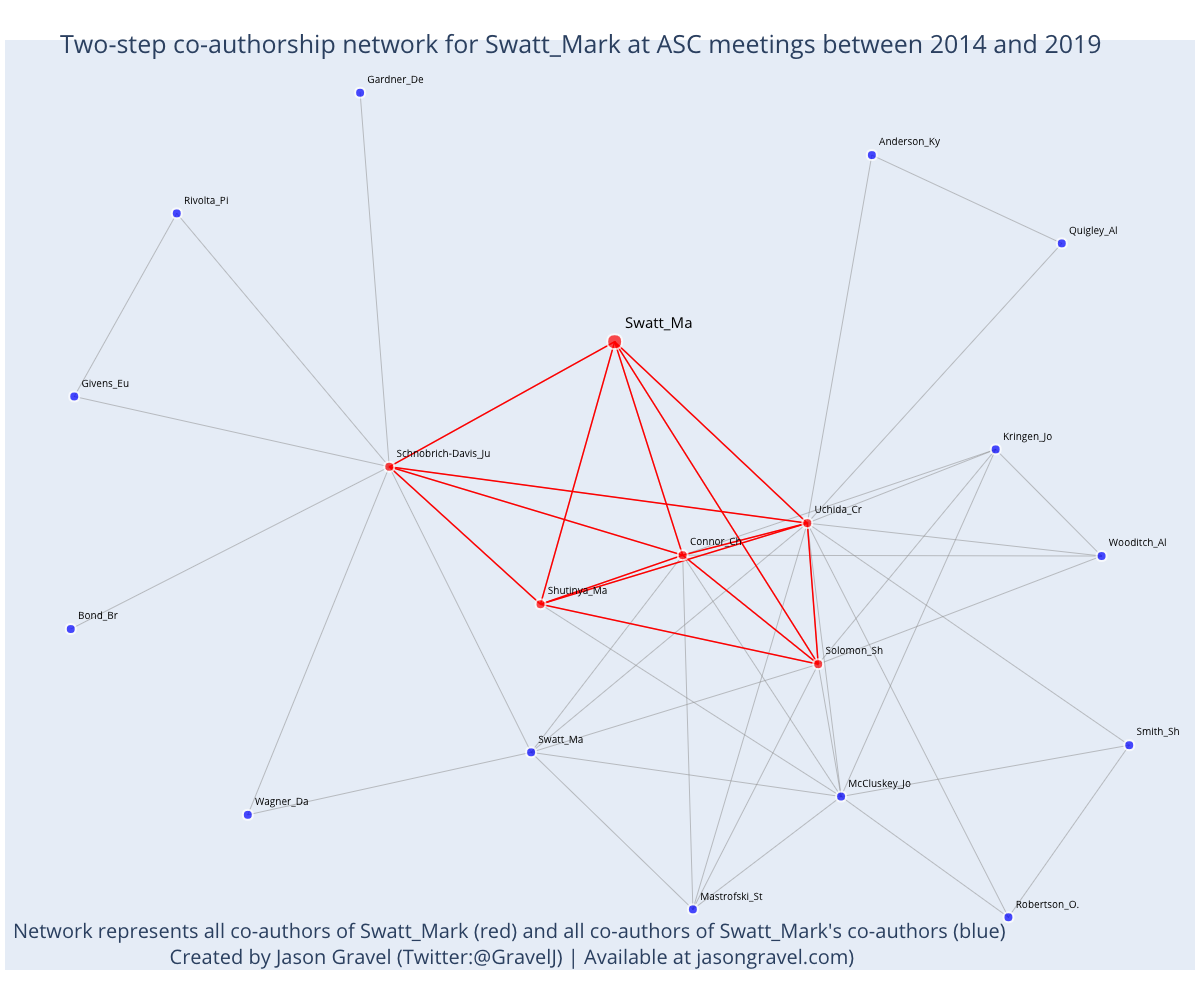 Two-step co-authorship network for Swatt_Mark at ASC meetings between 2014 and 2019
Gardner_De
Anderson_Ky
Rivolta_Pi
Quigley_Al
Swatt_Ma
Givens_Eu
Kringen_Jo
Schnobrich-Davis_Ju
Uchida_Cr
Connor_Ch
Wooditch_Al
Shutinya_Ma
Bond_Br
Solomon_Sh
Smith_Sh
Swatt_Ma
McCluskey_Jo
Wagner_Da
Mastrofski_St
Robertson_O.
Network represents all co-authors of Swatt_Mark (red) and all co-authors of Swatt_Mark's co-authors (blue)
Created by Jason Gravel (Twitter:@GravelJ) | Available at jasongravel.com)